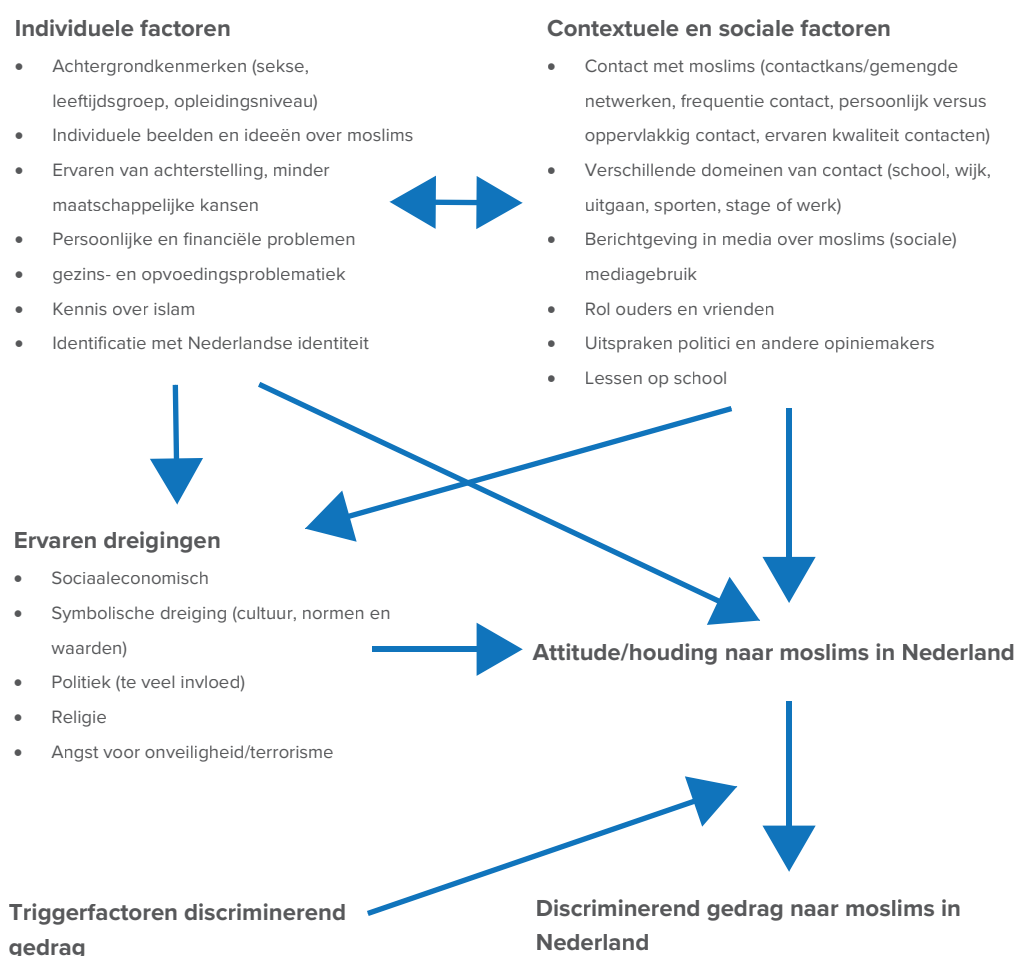 Individuele factoren
• Achtergrondkenmerken (sekse,
leeftijdsgroep, opleidingsniveau)
• Individuele beelden en ideeën over moslims
• Ervaren van achterstelling, minder
maatschappelijke kansen
• Persoonlijke en financiële problemen
• gezins- en opvoedingsproblematiek
• Kennis over islam
• Identificatie met Nederlandse identiteit
Contextuele en sociale factoren
• Contact met moslims (contactkans/gemengde
netwerken, frequentie contact, persoonlijk versus
oppervlakkig contact, ervaren kwaliteit contacten)
• Verschillende domeinen van contact (school, wijk,
uitgaan, sporten, stage of werk)
• Berichtgeving in media over moslims (sociale)
mediagebruik
• Rol ouders en vrienden
• Uitspraken politici en andere opiniemakers
• Lessen op school
Ervaren dreigingen
• Sociaaleconomisch
• Symbolische dreiging (cultuur, normen en
waarden)
• Politiek (te veel invloed)
• Religie
• Angst voor onveiligheid/terrorisme
Attitude/houding naar moslims in Nederland
Triggerfactoren discriminerend
gedrag
Discriminerend gedrag naar moslims in
Nederland